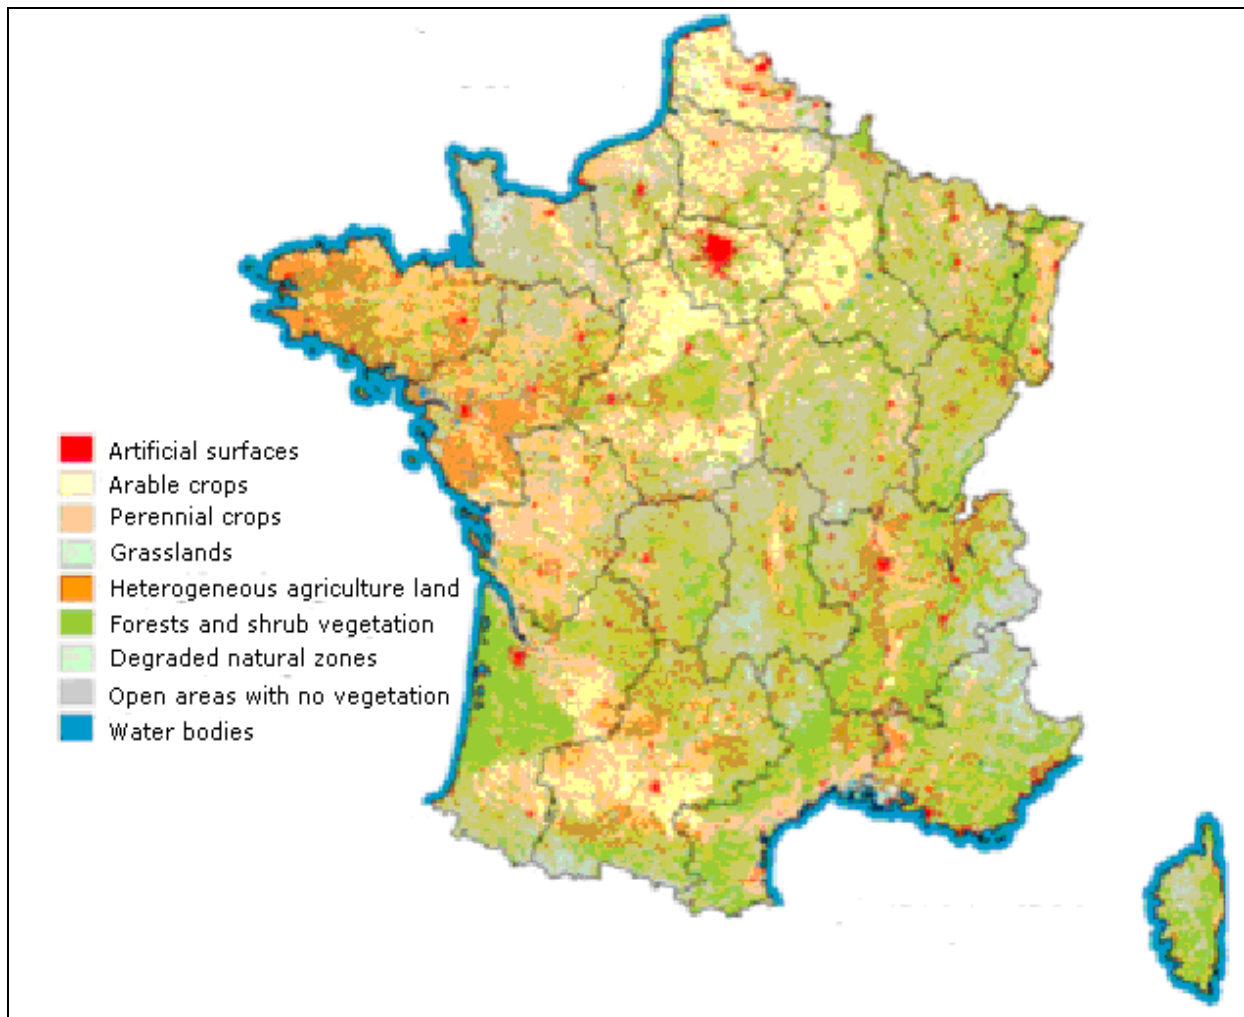 Artificial surfaces
Arable crops
Perennial crops
Grasslands
Heterogeneous agriculture land
Forests and shrub vegetation
Degraded natural zones
Open areas with no vegetation
Water bodies